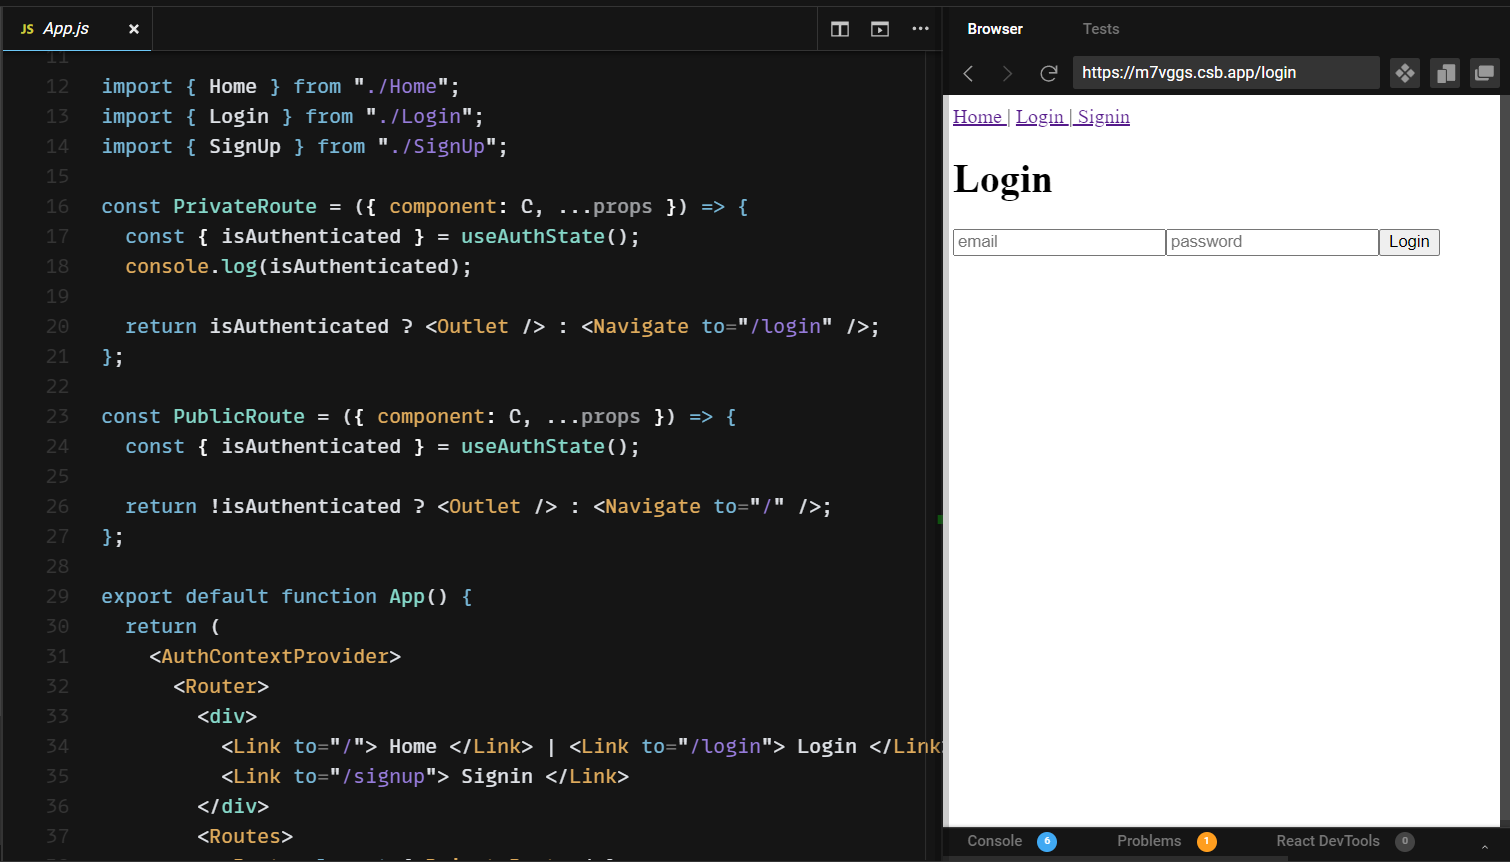 JS App.js ×
11
12 import { Home } from "./Home";
13 import { Login } from "./Login";
14 import { SignUp } from "./SignUp";
15
16 const PrivateRoute = ({ component: C, ...props }) => {
17 const { isAuthenticated } = useAuthState();
18 console.log(isAuthenticated);
19
20 return isAuthenticated ? <Outlet /> : <Navigate to="/login" />;
21 };
22
23 const PublicRoute = ({ component: C, ...props }) => {
24 const { isAuthenticated } = useAuthState();
25
26 return !isAuthenticated ? <Outlet /> : <Navigate to="/" />;
27 };
28
29 export default function App() {
30 return (
31 <AuthContextProvider>
32 <Router>
33 <div>
34 <Link to="/"> Home </Link> | <Link to="/login"> Login </Link
35 <Link to="/signup"> Signin </Link>
36 </div>
37 <Routes>
Browser Tests
https://m7vggs.csb.app/login
Home | Login | Signin
Login
email password Login
Console 6 Problems 1 React DevTools 0